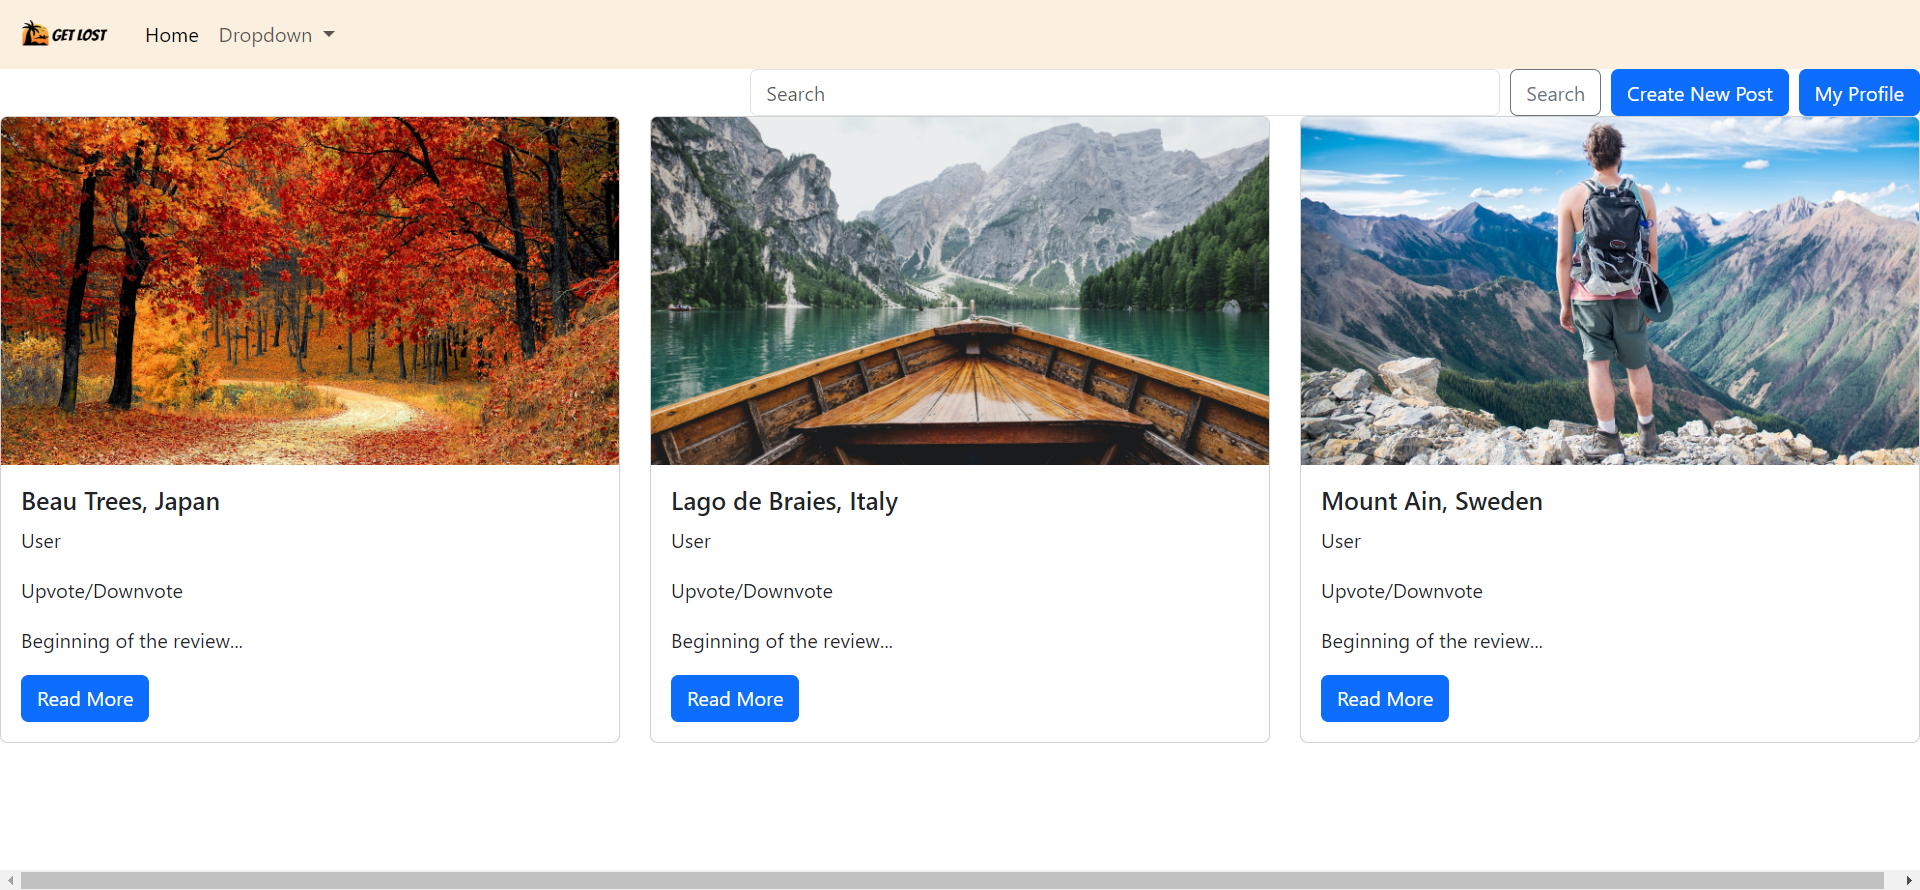 GET LOST Home Dropdown
Search Search Create New Post My Profile
Beau Trees, Japan
User
Upvote/Downvote
Beginning of the review...
Read More
Lago de Braies, Italy
User
Upvote/Downvote
Beginning of the review...
Read More
Mount Ain, Sweden
User
Upvote/Downvote
Beginning of the review...
Read More